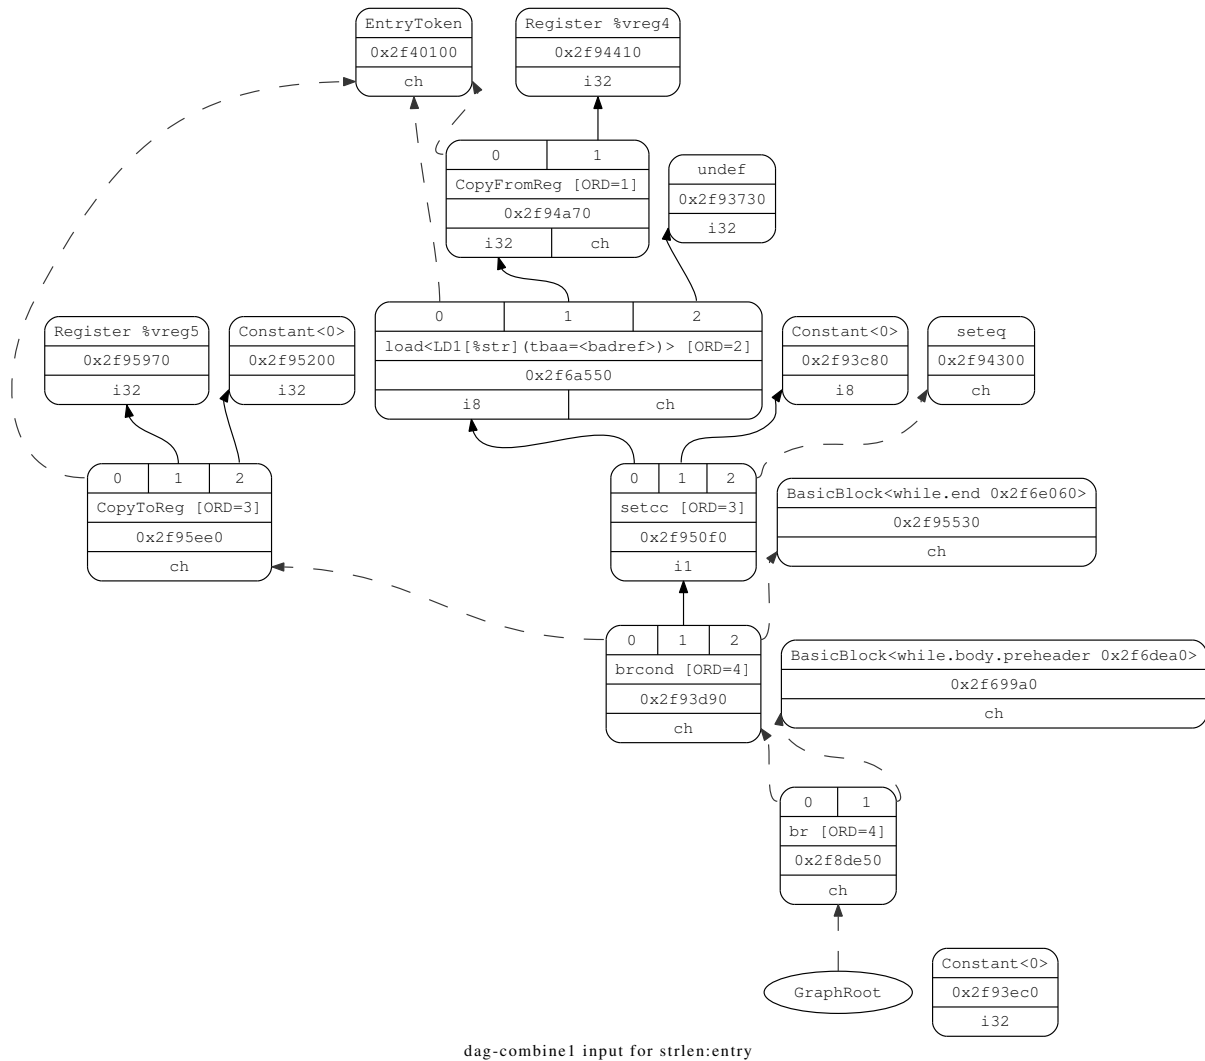 EntryToken
0x2f40100
ch
Register %vreg4
0x2f94410
i32
0 1
CopyFromReg [ORD=1]
0x2f94a70
i32 ch
undef
0x2f93730
i32
Register %vreg5
0x2f95970
i32
Constant<0>
0x2f95200
i32
0 1 2
load<LD1[%str](tbaa=<badref>)> [ORD=2]
0x2f6a550
i8 ch
Constant<0>
0x2f93c80
i8
seteq
0x2f94300
ch
0 1 2
CopyToReg [ORD=3]
0x2f95ee0
ch
0 1 2
setcc [ORD=3]
0x2f950f0
i1
BasicBlock<while.end 0x2f6e060>
0x2f95530
ch
0 1 2
brcond [ORD=4]
0x2f93d90
ch
BasicBlock<while.body.preheader 0x2f6dea0>
0x2f699a0
ch
0 1
br [ORD=4]
0x2f8de50
ch
GraphRoot
Constant<0>
0x2f93ec0
i32
dag-combine1 input for strlen:entry